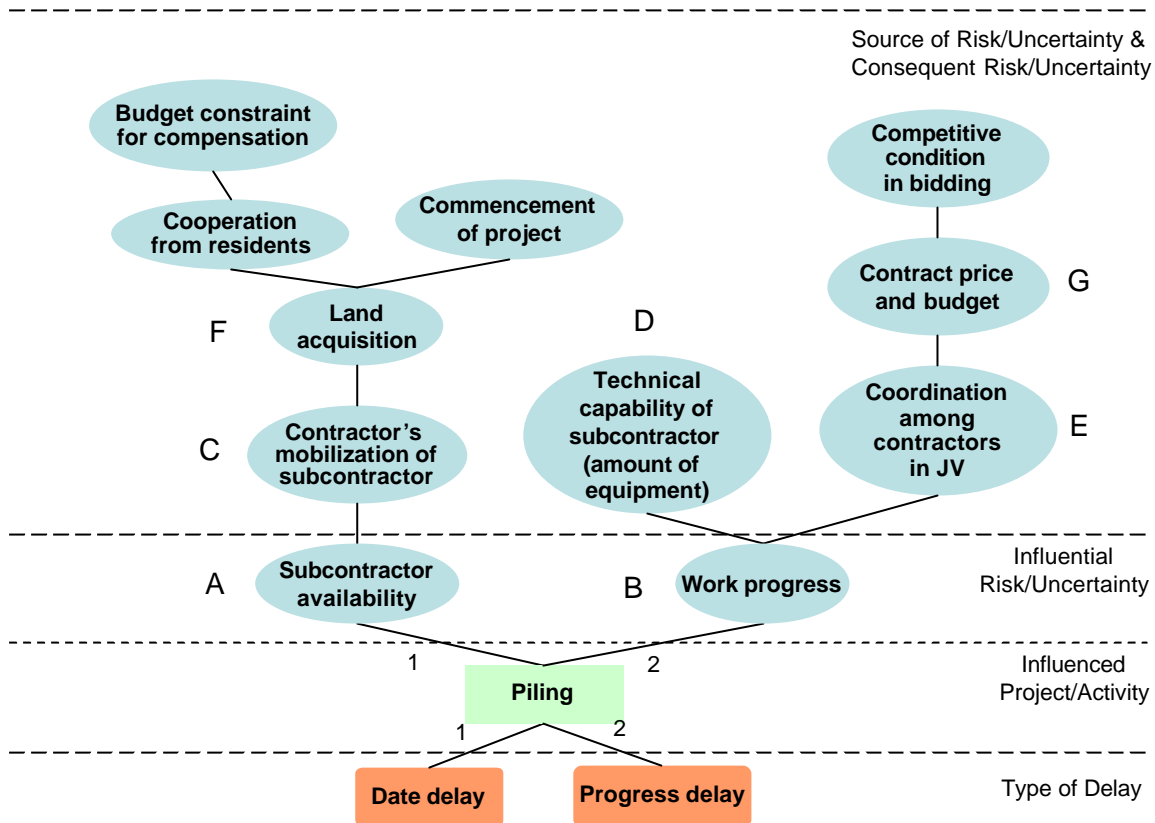 Source of Risk/Uncertainty &
Consequent Risk/Uncertainty
Budget constraint
for compensation
Competitive
condition
in bidding
Cooperation
from residents
Commencement
of project
Contract price
and budget
G
F
Land
acquisition
D
Technical
capability of
subcontractor
(amount of
equipment)
Coordination
among
contractors
in JV
E
C
Contractor’s
mobilization of
subcontractor
A
Subcontractor
availability
B
Work progress
Influential
Risk/Uncertainty
1
2
Piling
Influenced
Project/Activity
1
2
Date delay
Progress delay
Type of Delay